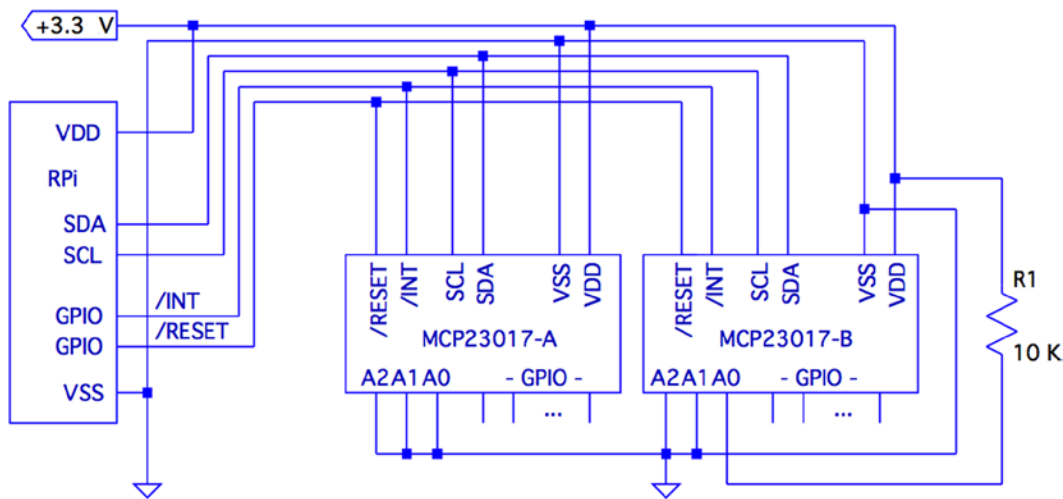 +3.3 V
VDD
RPi
SDA
SCL
GPIO
/INT
GPIO
/RESET
VSS
/RESET
/INT
SCL
SDA
VSS
VDD
MCP23017-A
A2 A1 A0
- GPIO -
...
/RESET
/INT
SCL
SDA
VSS
VDD
MCP23017-B
A2 A1 A0
- GPIO -
...
R1
10 K